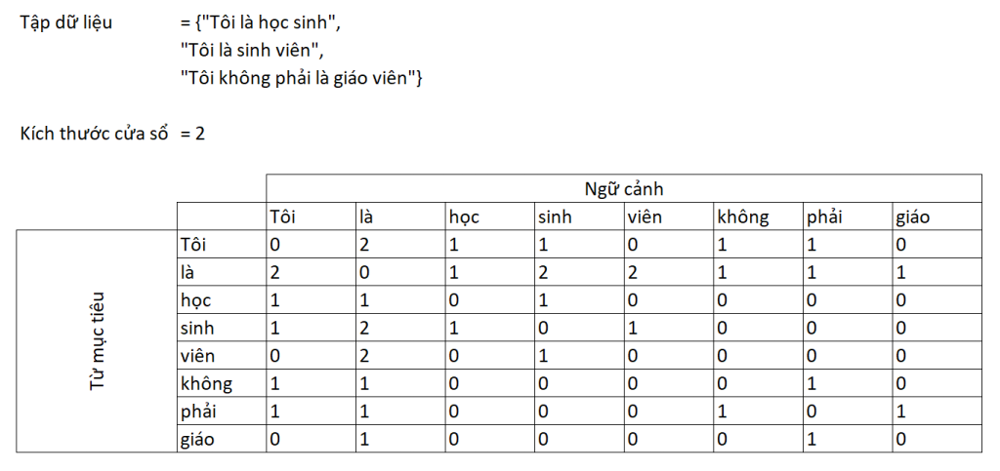 Tập dữ liệu = {"Tôi là học sinh",
"Tôi là sinh viên",
"Tôi không phải là giáo viên"}
Kích thước cửa sổ = 2
Ngữ cảnh
Tôi là học sinh viên không phải giáo
Từ mục tiêu
Tôi 0 2 1 1 0 1 1 0
là 2 0 1 2 2 1 1 1
học 1 1 0 1 0 0 0 0
sinh 1 2 1 0 1 0 0 0
viên 0 2 0 1 0 0 0 0
không 1 1 0 0 0 0 1 0
phải 1 1 0 0 0 1 0 1
giáo 0 1 0 0 0 0 1 0